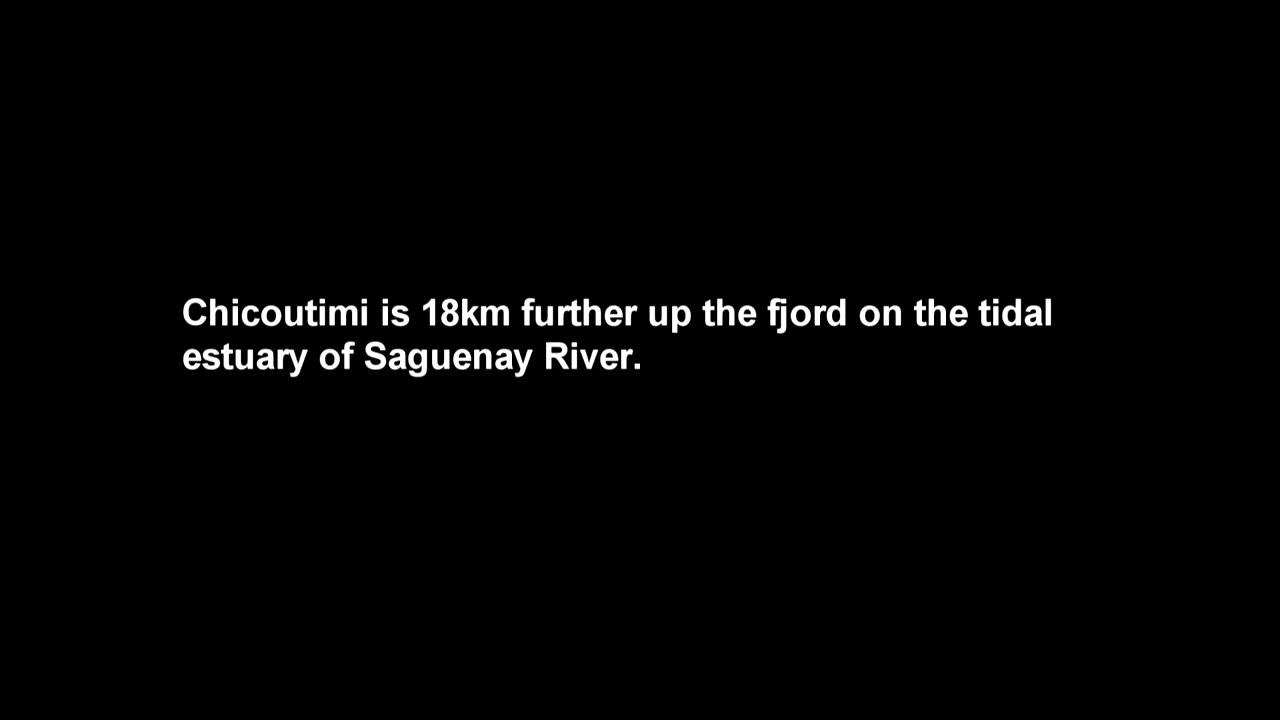 Chicoutimi is 18km further up the fjord on the tidal
estuary of Saguenay River.